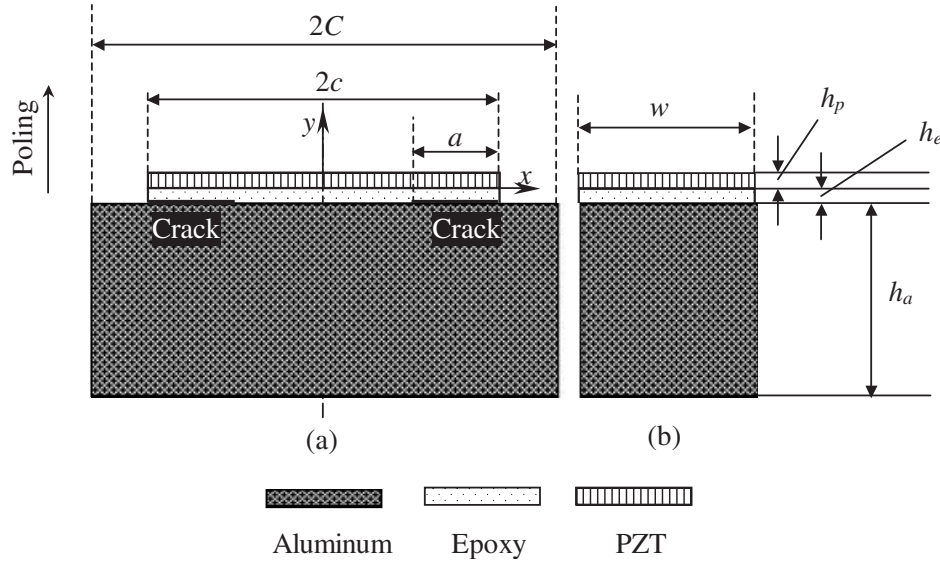 2C
Poling
2c
y
a
x
w
h_p
h_e
Crack
Crack
h_a
(a)
(b)
Aluminum
Epoxy
PZT